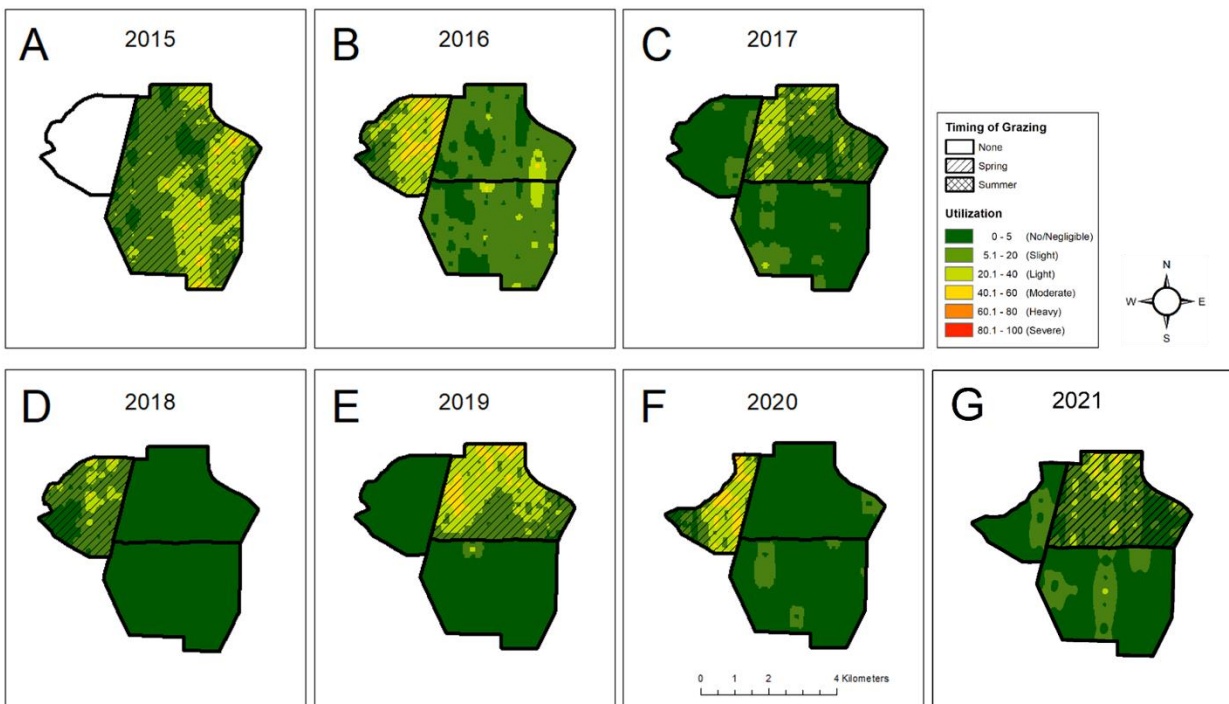 A
2015
B
2016
C
2017
Timing of Grazing
None
Spring
Summer
Utilization
0 - 5 (No/Negligible)
5.1 - 20 (Slight)
20.1 - 40 (Light)
40.1 - 60 (Moderate)
60.1 - 80 (Heavy)
80.1 - 100 (Severe)
N
W E
S
D
2018
E
2019
F
2020
G
2021
0 1 2 4 Kilometers